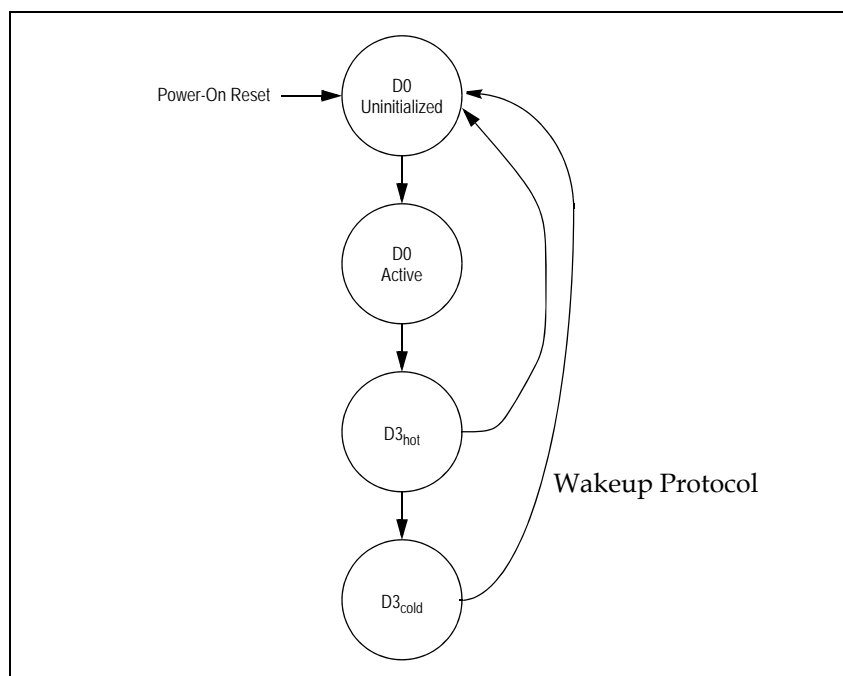 Power-On Reset
D0
Uninitialized
D0
Active
D3hot
Wakeup Protocol
D3cold